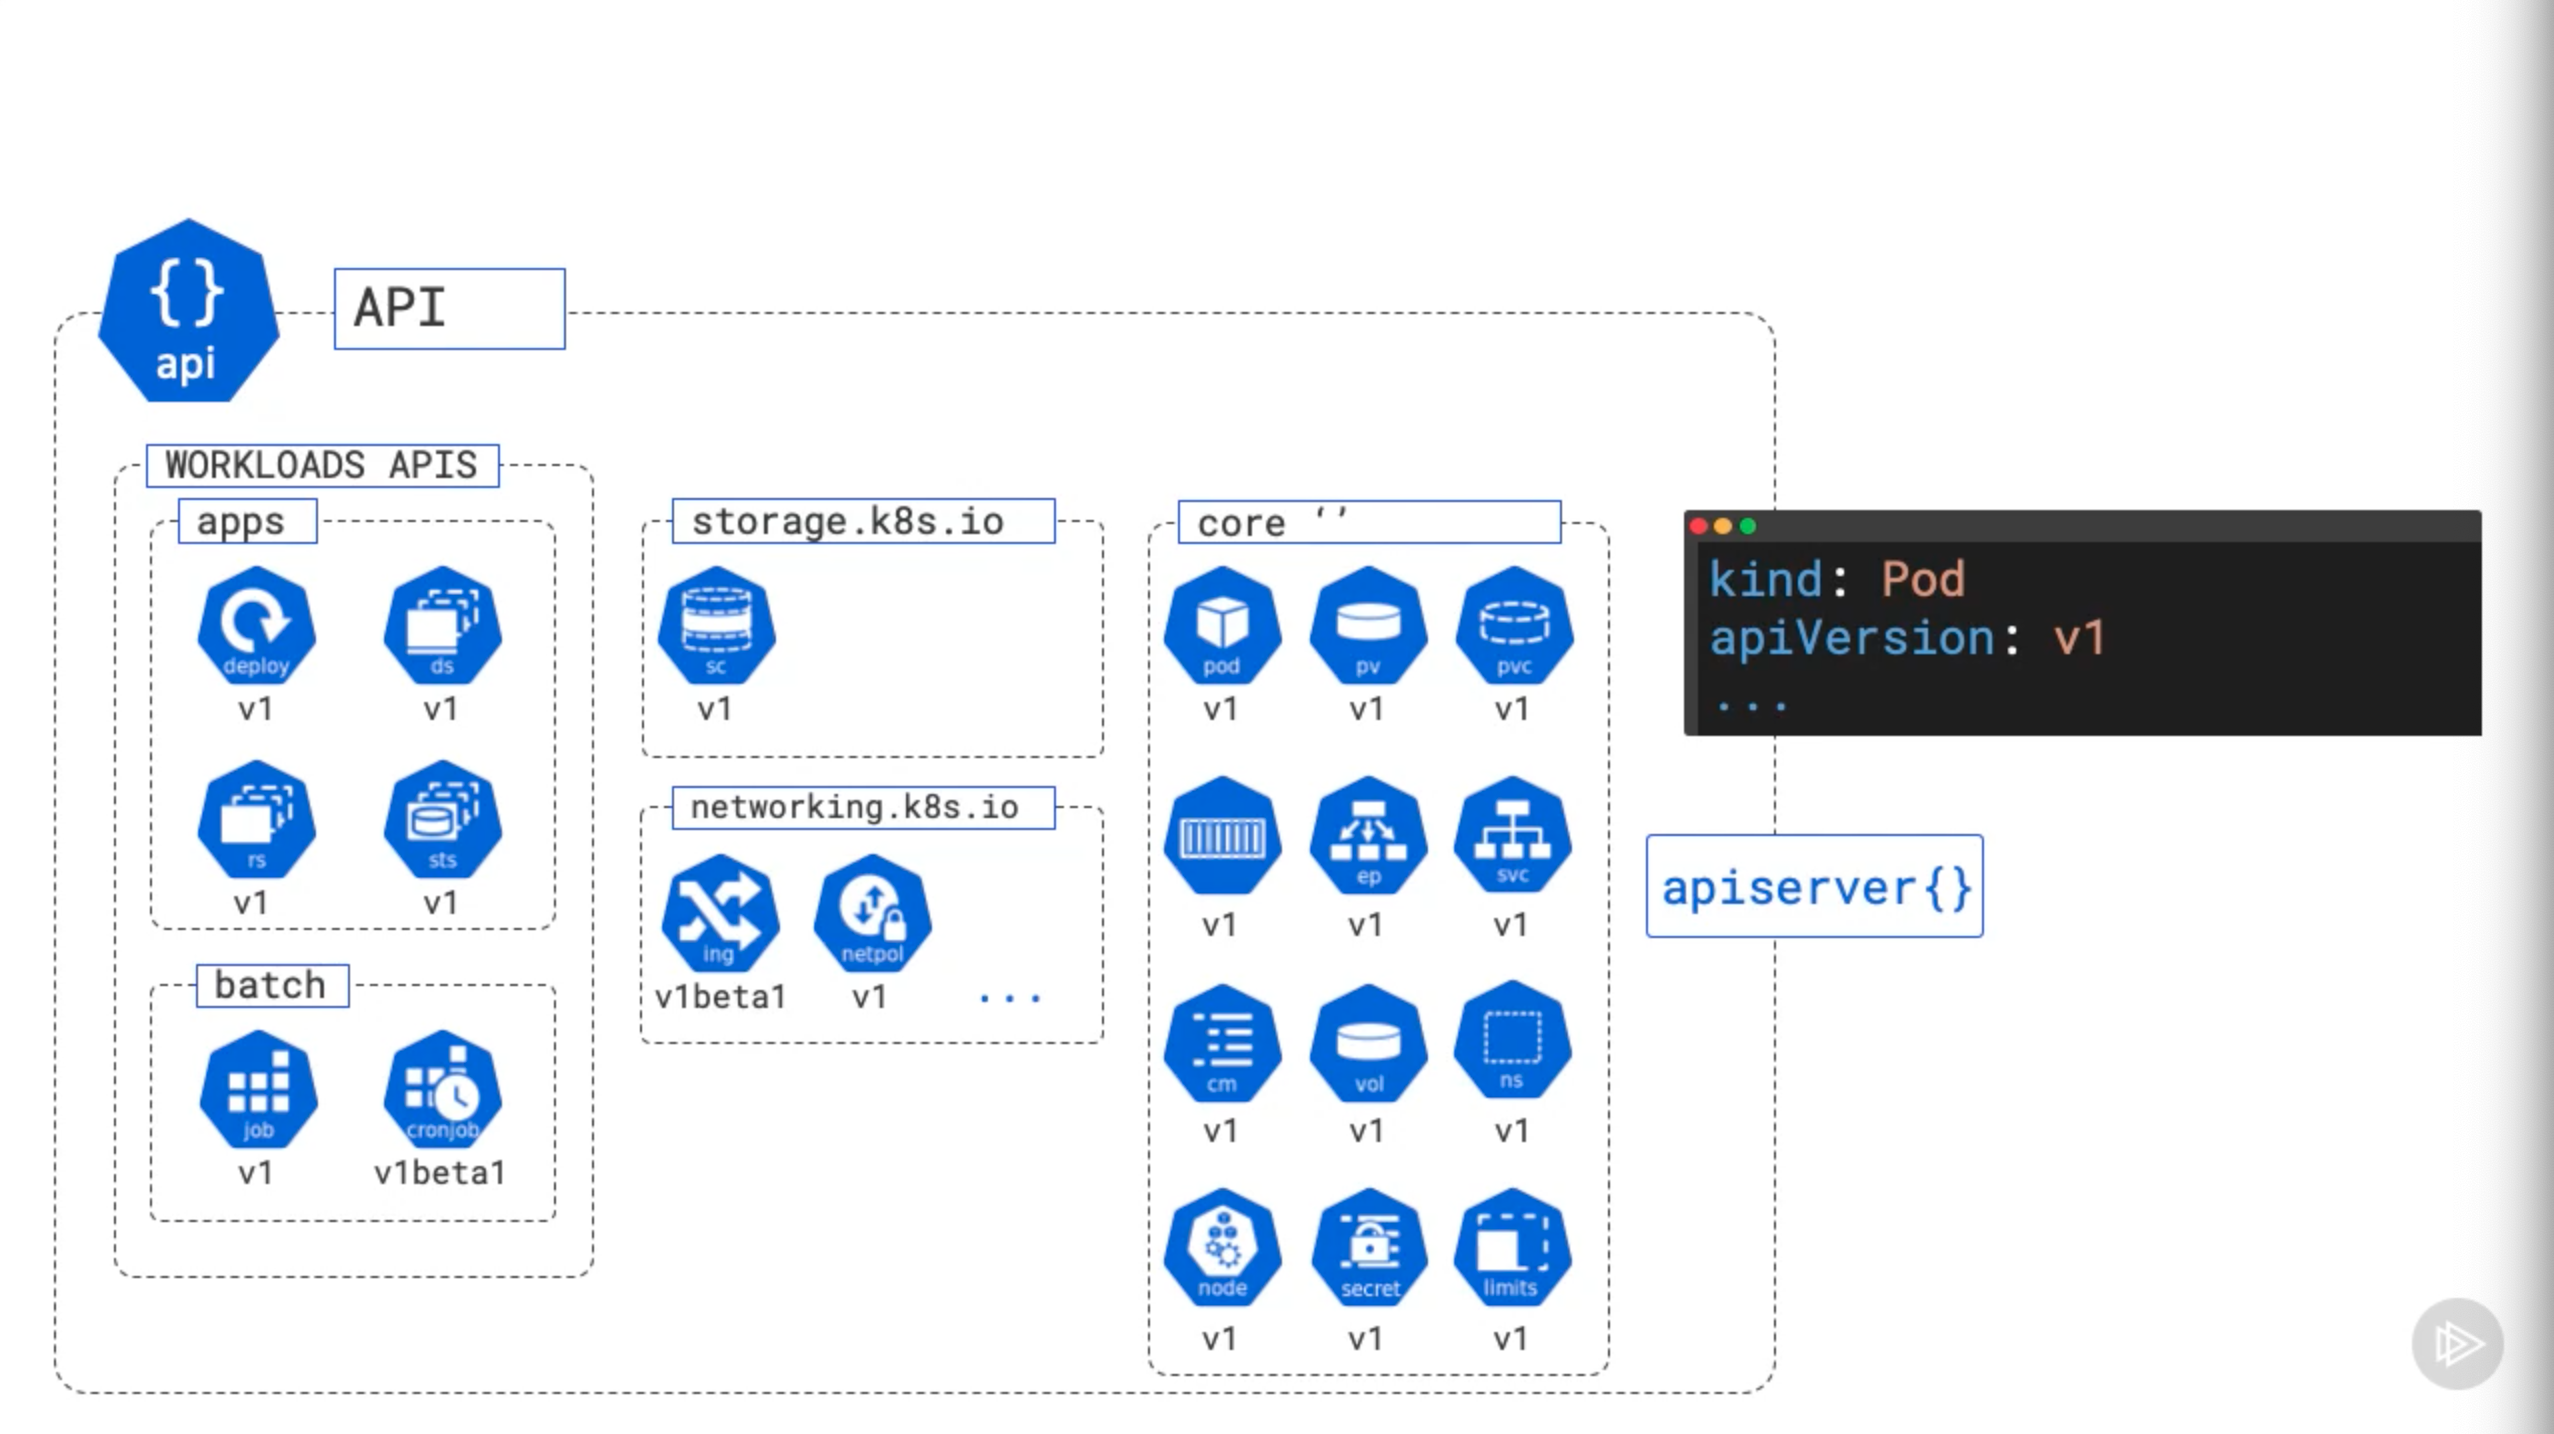 {}
api
API
WORKLOADS APIS
apps
deploy
v1
ds
v1
rs
v1
sts
v1
batch
job
v1
cronjob
v1beta1
storage.k8s.io
sc
v1
networking.k8s.io
ing
v1beta1
netpol
v1
...
core ‘’
pod
v1
pv
v1
pvc
v1
v1
ep
v1
svc
v1
cm
v1
vol
v1
ns
v1
node
v1
secret
v1
limits
v1
kind: Pod
apiVersion: v1
...
apiserver{}